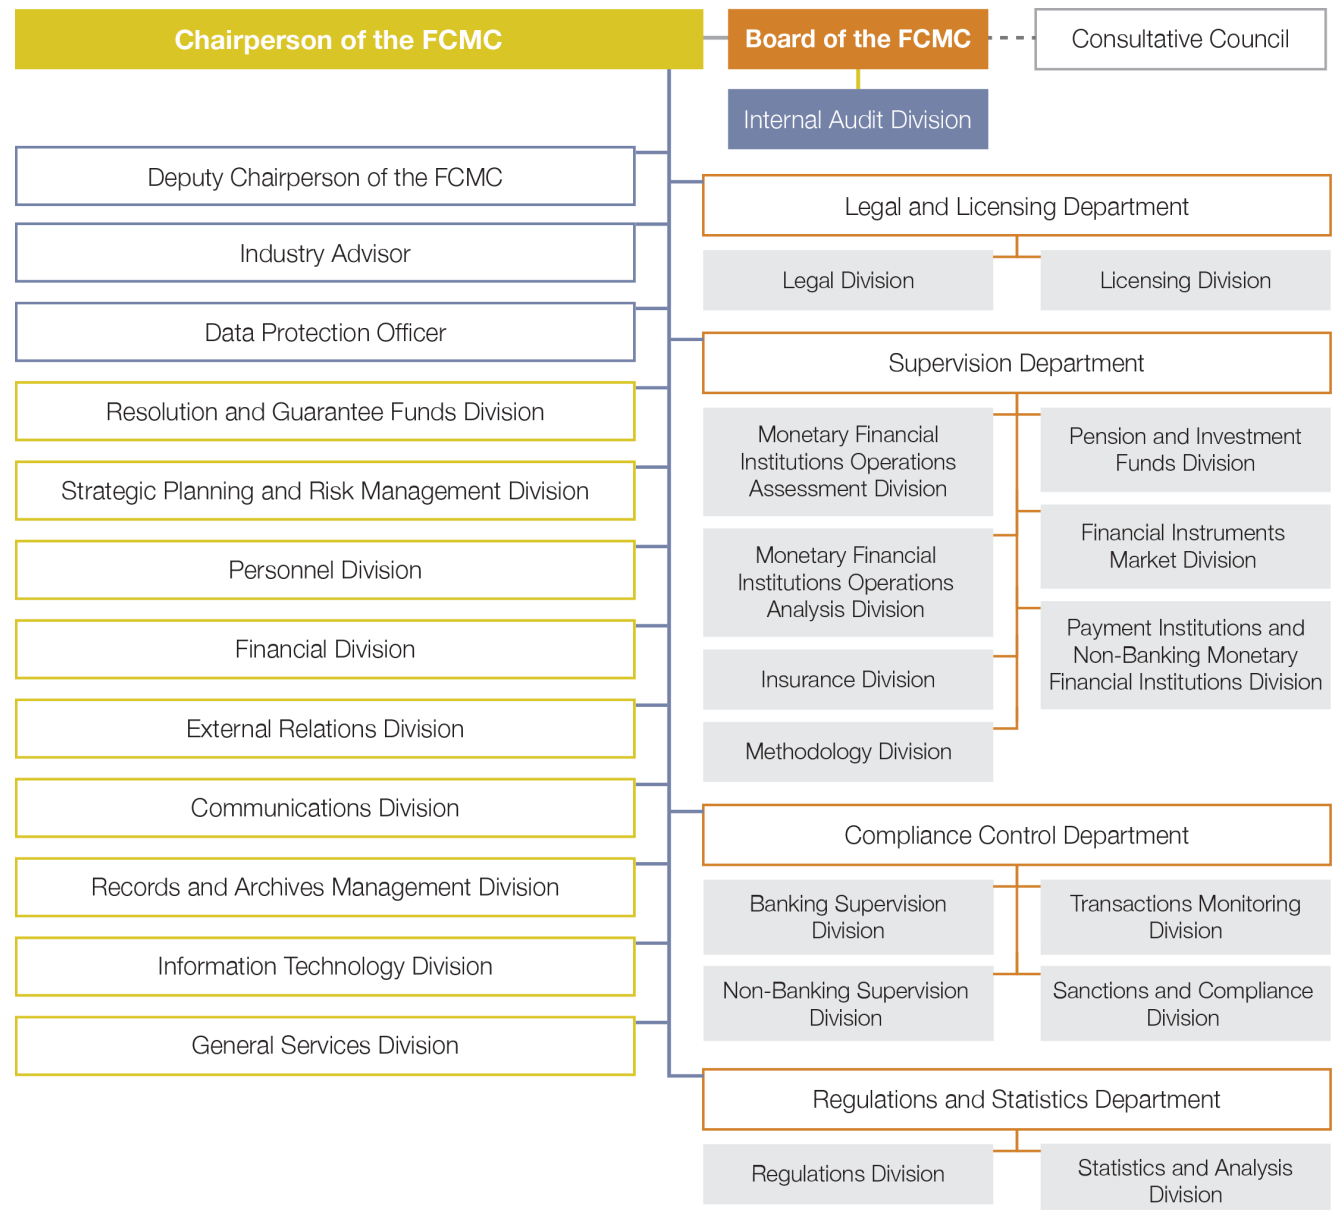 Chairperson of the FCMC
Board of the FCMC
Consultative Council
Internal Audit Division
Deputy Chairperson of the FCMC
Industry Advisor
Data Protection Officer
Resolution and Guarantee Funds Division
Strategic Planning and Risk Management Division
Personnel Division
Financial Division
External Relations Division
Communications Division
Records and Archives Management Division
Information Technology Division
General Services Division
Legal and Licensing Department
Legal Division
Licensing Division
Supervision Department
Monetary Financial
Institutions Operations
Assessment Division
Monetary Financial
Institutions Operations
Analysis Division
Insurance Division
Methodology Division
Pension and Investment
Funds Division
Financial Instruments
Market Division
Payment Institutions and
Non-Banking Monetary
Financial Institutions Division
Compliance Control Department
Banking Supervision
Division
Non-Banking Supervision
Division
Transactions Monitoring
Division
Sanctions and Compliance
Division
Regulations and Statistics Department
Regulations Division
Statistics and Analysis
Division